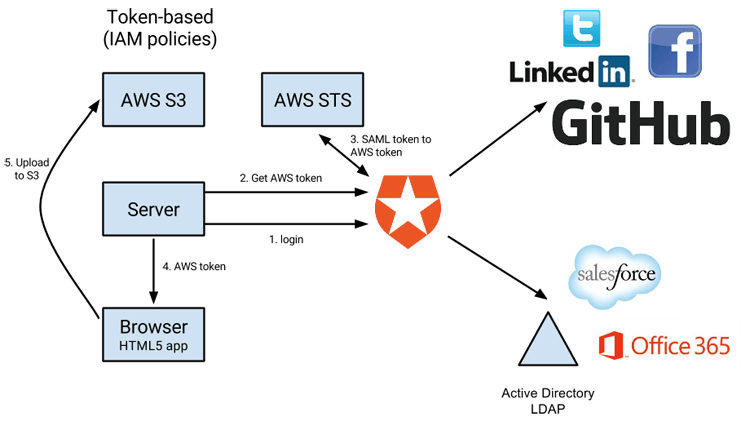 Token-based
(IAM policies)
AWS S3
AWS STS
t
Linked in
f
GitHub
3. SAML token to
AWS token
5. Upload
to S3
2. Get AWS token
Server
1. login
4. AWS token
salesforce
Browser
HTML5 app
Office 365
Active Directory
LDAP